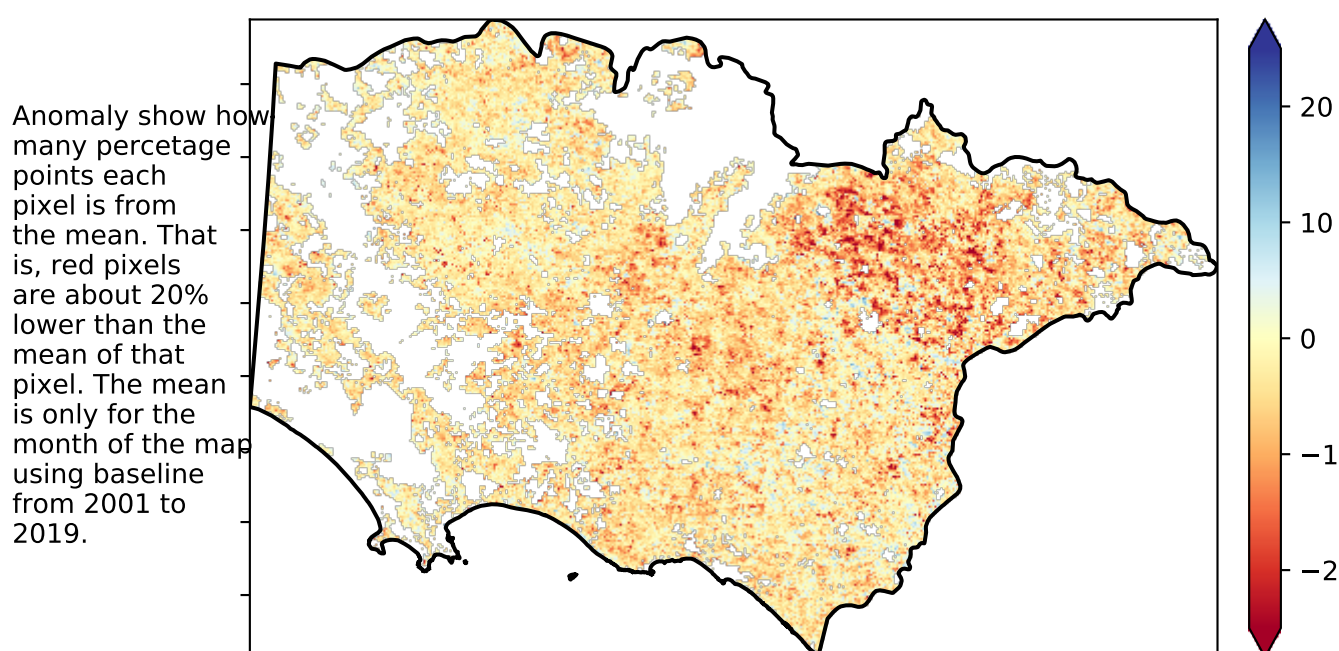 Anomaly show how
many percetage
points each
pixel is from
the mean. That
is, red pixels
are about 20%
lower than the
mean of that
pixel. The mean
is only for the
month of the map
using baseline
from 2001 to
2019.
20
10
0
−1
−2